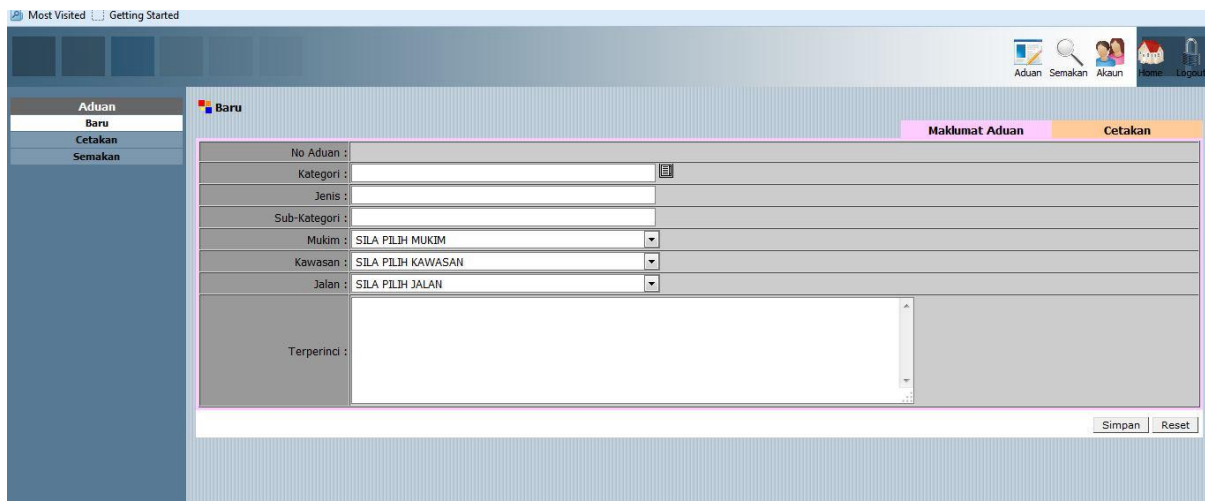 Most Visited Getting Started
Aduan Semakan Akaun Home Logout
Aduan
Baru
Cetakan
Semakan
Baru
Maklumat Aduan Cetakan
No Aduan :
Kategori :
Jenis :
Sub-Kategori :
Mukim : SILA PILIH MUKIM
Kawasan : SILA PILIH KAWASAN
Jalan : SILA PILIH JALAN
Terperinci :
Simpan Reset